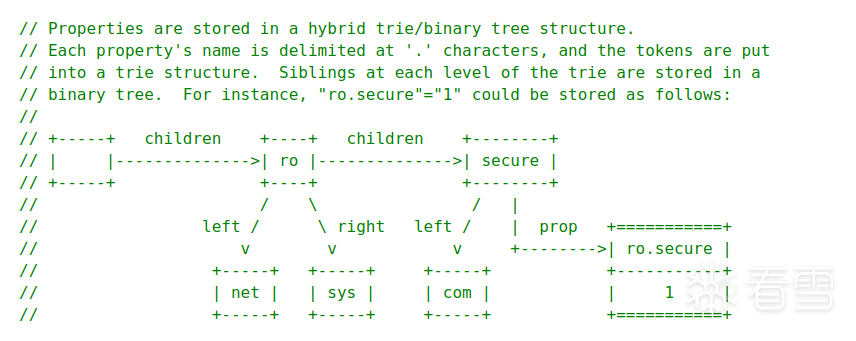 // Properties are stored in a hybrid trie/binary tree structure.
// Each property's name is delimited at '.' characters, and the tokens are put
// into a trie structure.  Siblings at each level of the trie are stored in a
// binary tree.  For instance, "ro.secure"="1" could be stored as follows:
//
// +-----+   children    +----+   children    +--------+
// |     |-------------->| ro |-------------->| secure |
// +-----+               +----+               +--------+
//                       /    \                /   |
//                 left /      \ right   left /    |  prop   +===========+
//                     v        v            v     +-------->| ro.secure |
//                  +-----+   +-----+     +-----+            +-----------+
//                  | net |   | sys |     | com |            |     1     |
//                  +-----+   +-----+     +-----+            +===========+
看雪